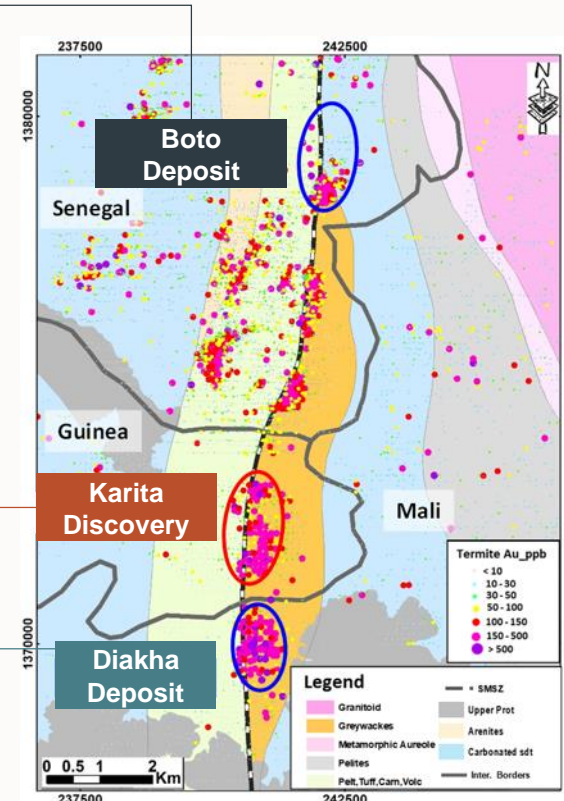 237500
242500
1380000
N
Boto
Deposit
Senegal
Guinea
Karita
Discovery
Mali
1370000
Diakha
Deposit
Termite Au_ppb
< 10
10 - 30
30 - 50
50 - 100
100 - 150
150 - 500
> 500
Legend
Granitoid
Greywackes
Metamorphic Aureole
Pelites
Pelt,Tuff,Carn,Volc
SMSZ
Upper Prot
Arenites
Carbonated sdt
Inter. Borders
0 0.5 1 2
Km
237500
242500